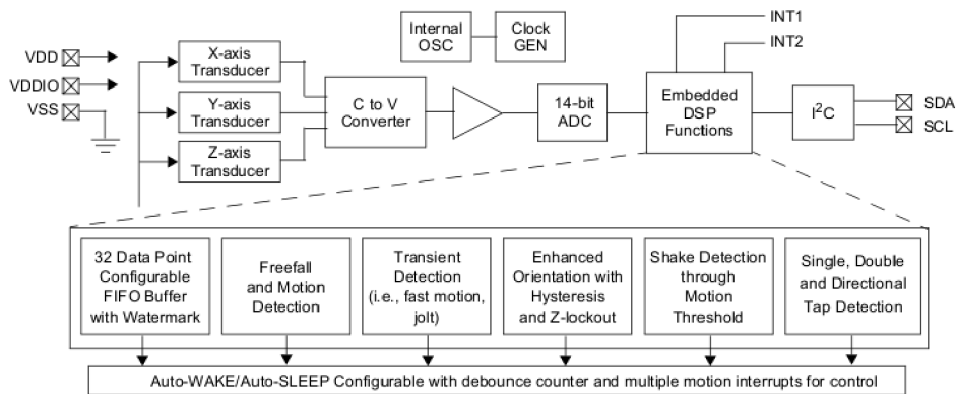 VDD
VDDIO
VSS
X-axis
Transducer
Y-axis
Transducer
Z-axis
Transducer
C to V
Converter
Internal
OSC
Clock
GEN
14-bit
ADC
Embedded
DSP
Functions
INT1
INT2
I²C
SDA
SCL
32 Data Point
Configurable
FIFO Buffer
with Watermark
Freefall
and Motion
Detection
Transient
Detection
(i.e., fast motion,
jolt)
Enhanced
Orientation with
Hysteresis
and Z-lockout
Shake Detection
through
Motion
Threshold
Single, Double
and Directional
Tap Detection
Auto-WAKE/Auto-SLEEP Configurable with debounce counter and multiple motion interrupts for control